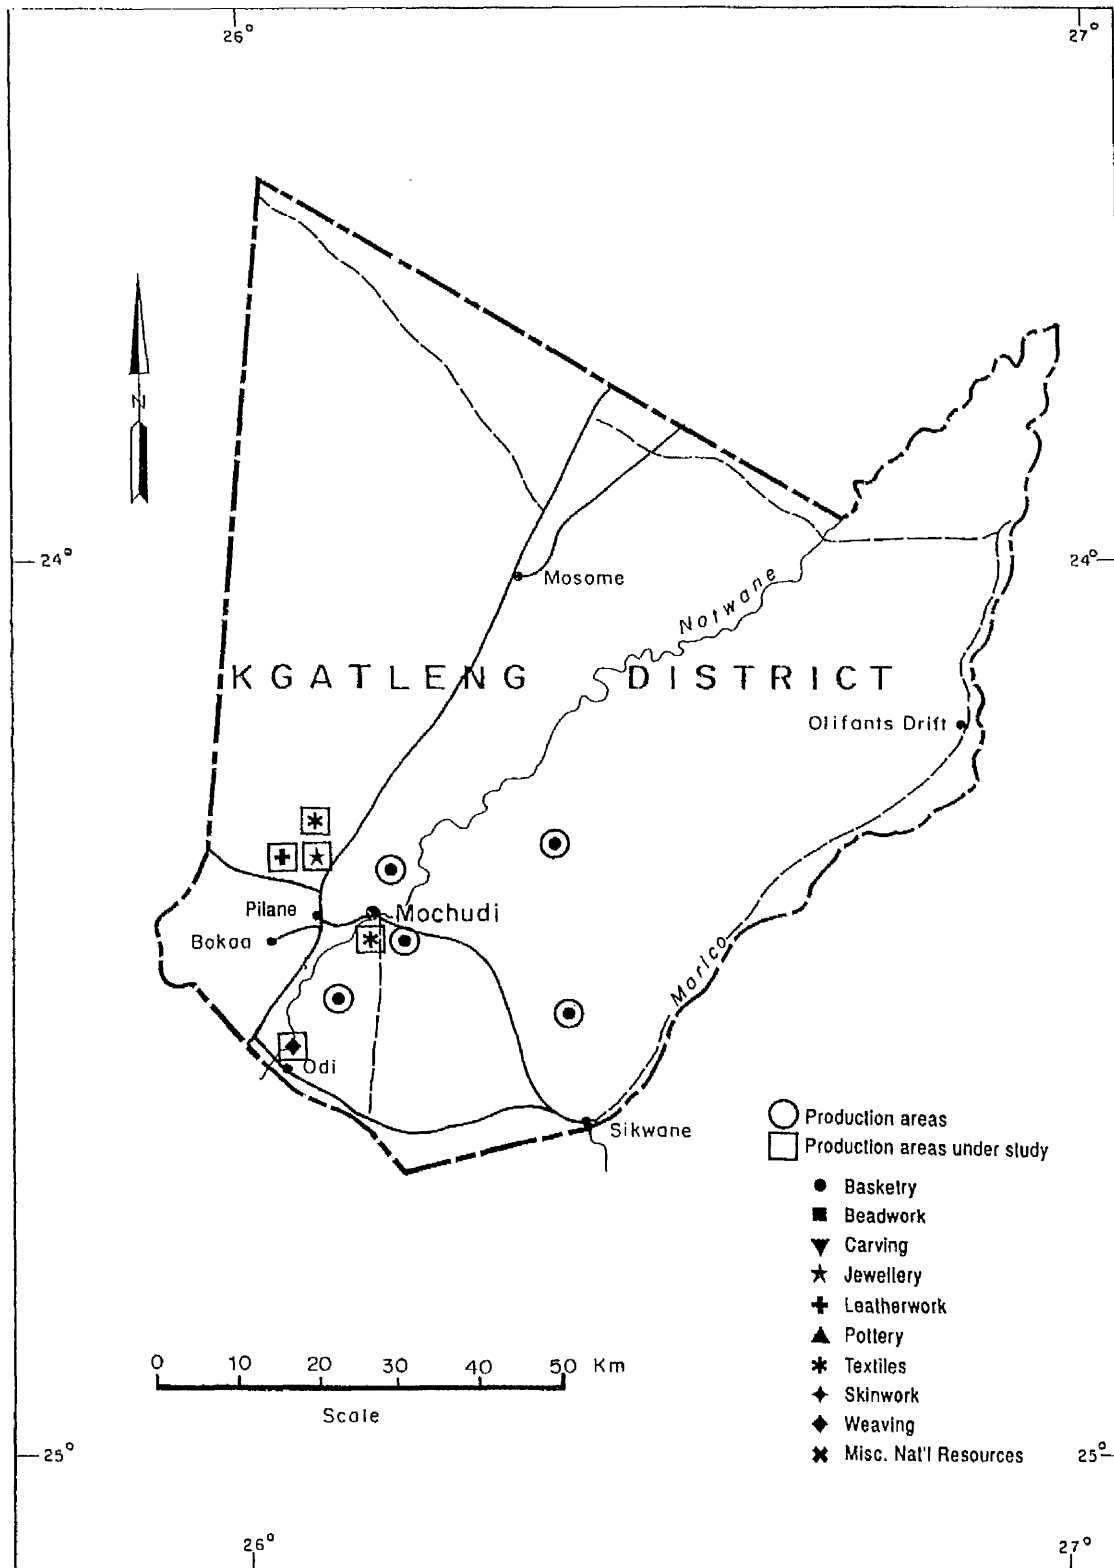 26°
27°
N
24°
24°
Mosome
Notwane
KGATLENG DISTRICT
Olifants Drift
Pilane
Mochudi
Bokaa
Marico
Odi
Sikwane
Production areas
Production areas under study
Basketry
Beadwork
Carving
Jewellery
Leatherwork
Pottery
Textiles
Skinwork
Weaving
Misc. Nat'l Resources
0 10 20 30 40 50 Km
Scale
25°
25°
26°
27°